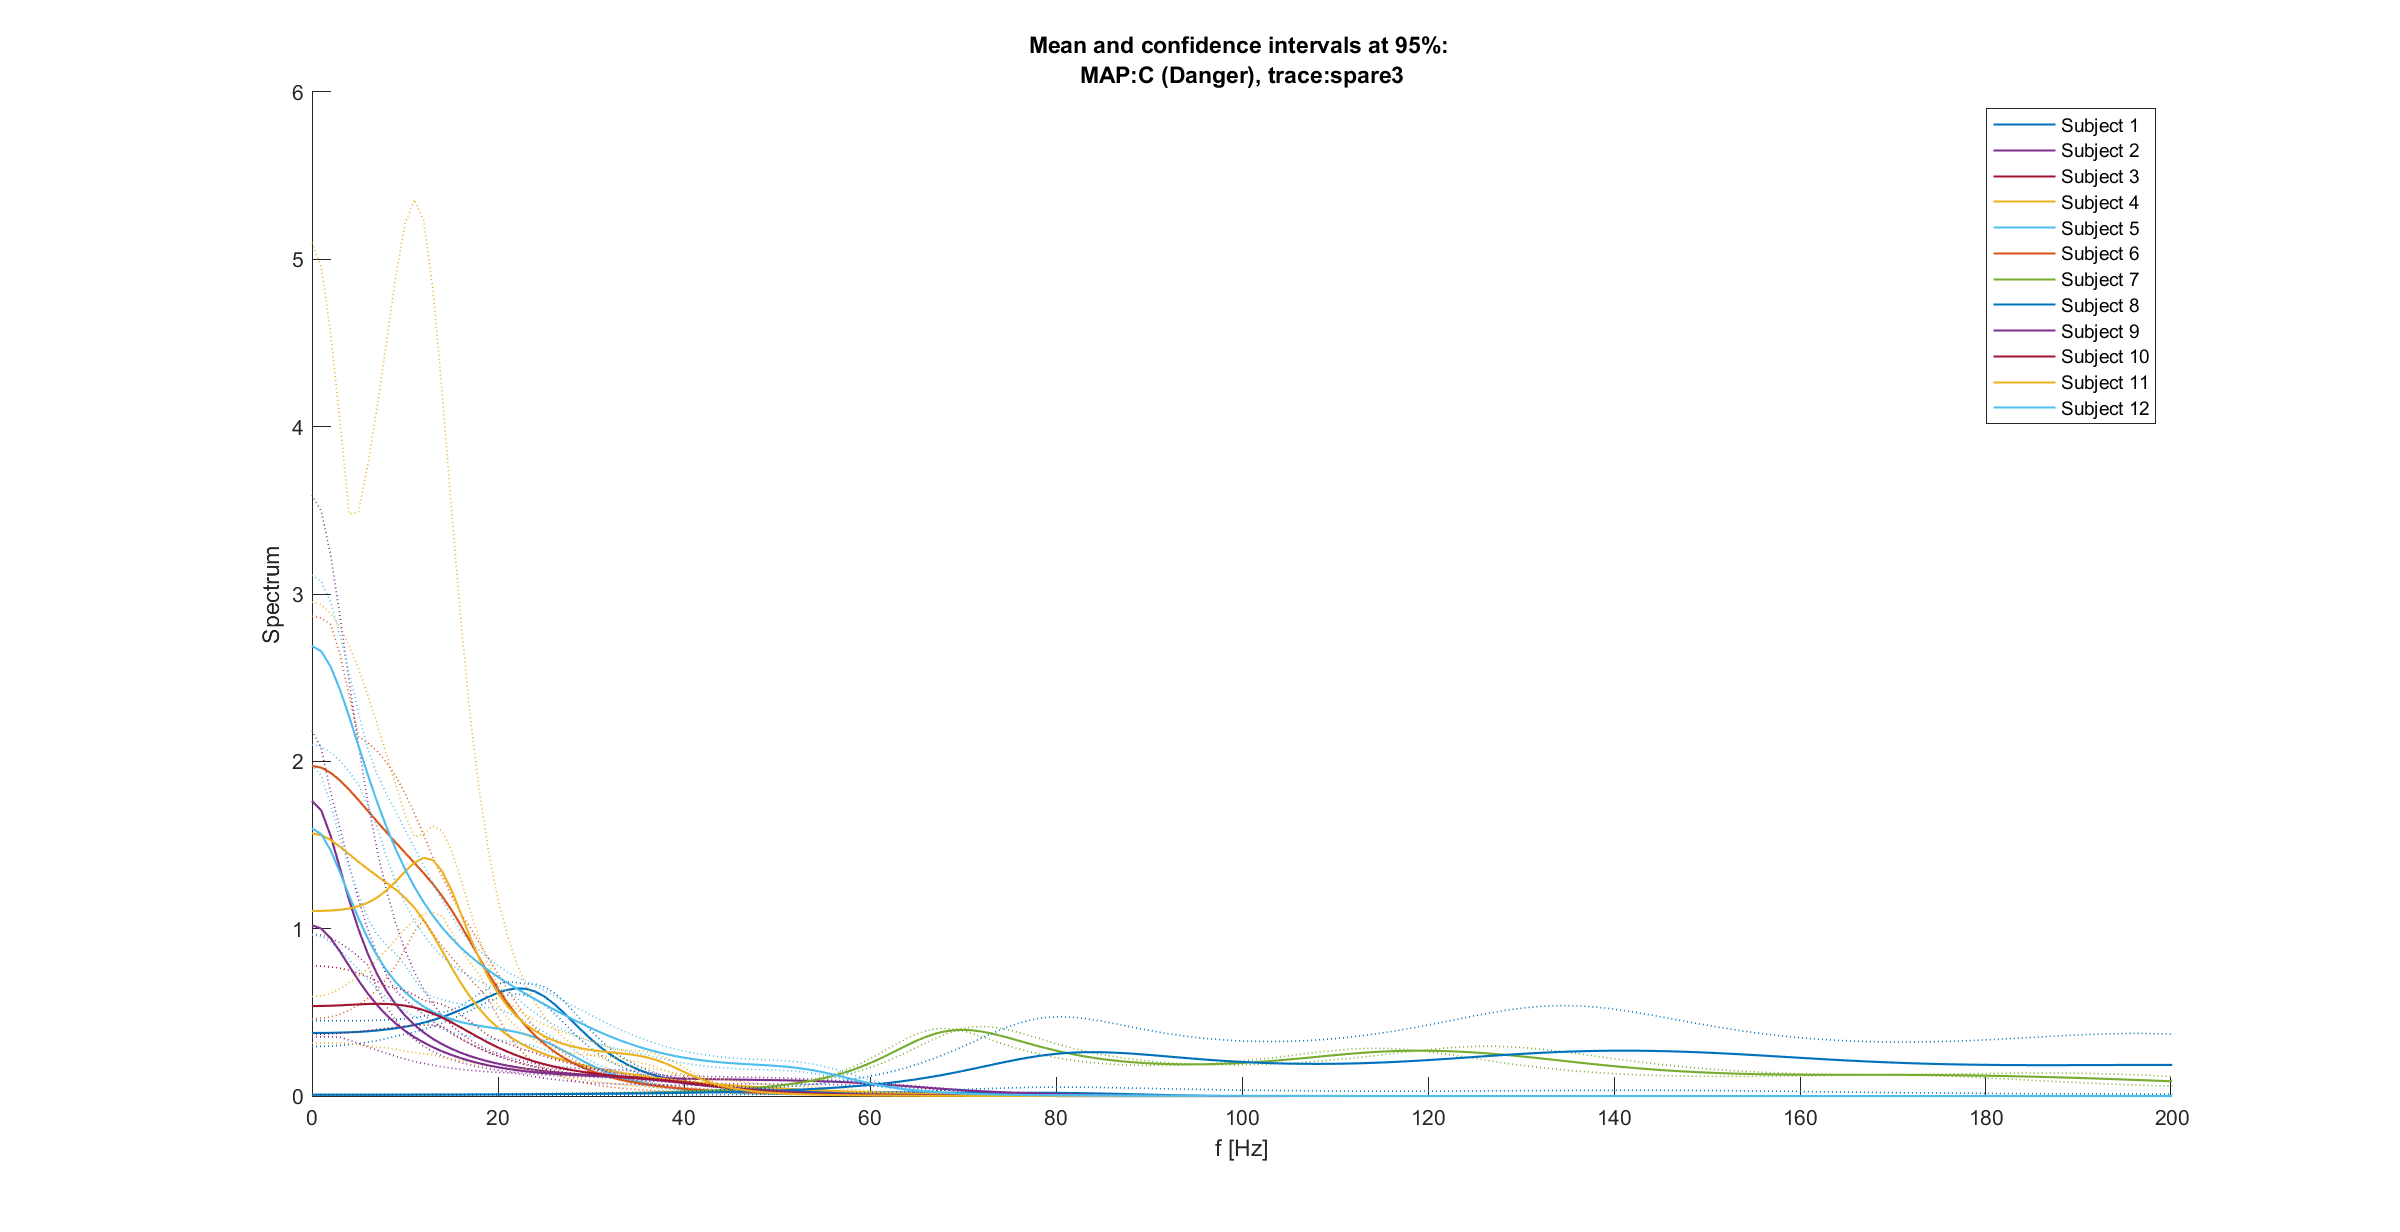 Mean and confidence intervals at 95%:
MAP:C (Danger), trace:spare3
6
5
4
3
2
1
0
Spectrum
Subject 1
Subject 2
Subject 3
Subject 4
Subject 5
Subject 6
Subject 7
Subject 8
Subject 9
Subject 10
Subject 11
Subject 12
0 20 40 60 80 100 120 140 160 180 200
f [Hz]